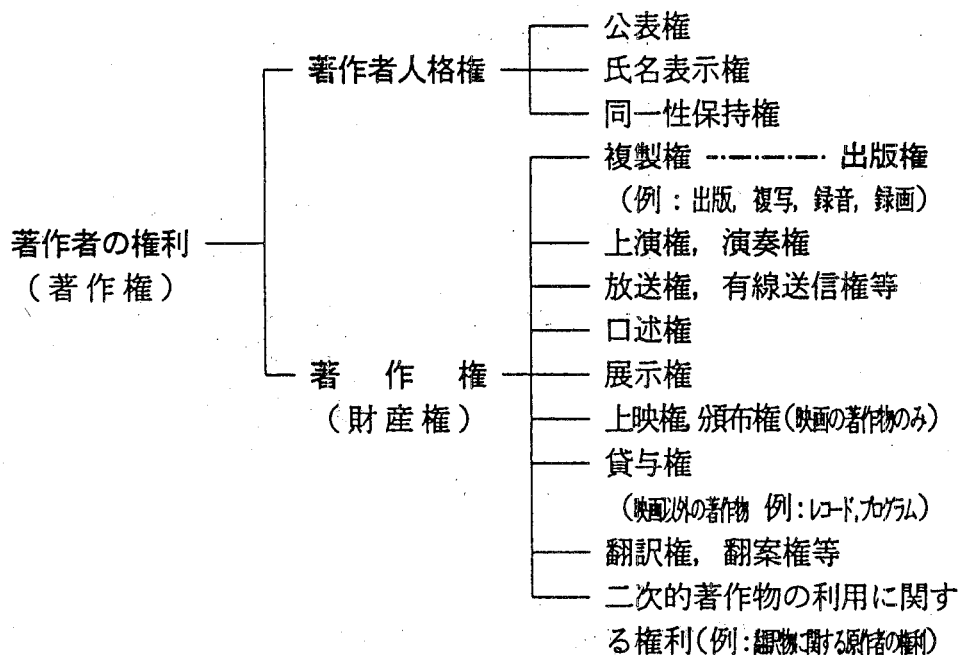 公表権
著作者人格権
氏名表示権
同一性保持権
複製権 出版権
(例:出版, 複写, 録音, 録画)
著作者の権利
(著作権)
上演権, 演奏権
放送権, 有線送信権等
口述権
展示権
著作権
(財産権)
上映権, 頒布権(映画の著作物のみ)
貸与権
(映画以外の著作物 例:レコード,プログラム)
翻訳権, 翻案権等
二次的著作物の利用に関す
る権利(例:翻訳物に関する原作者の権利)